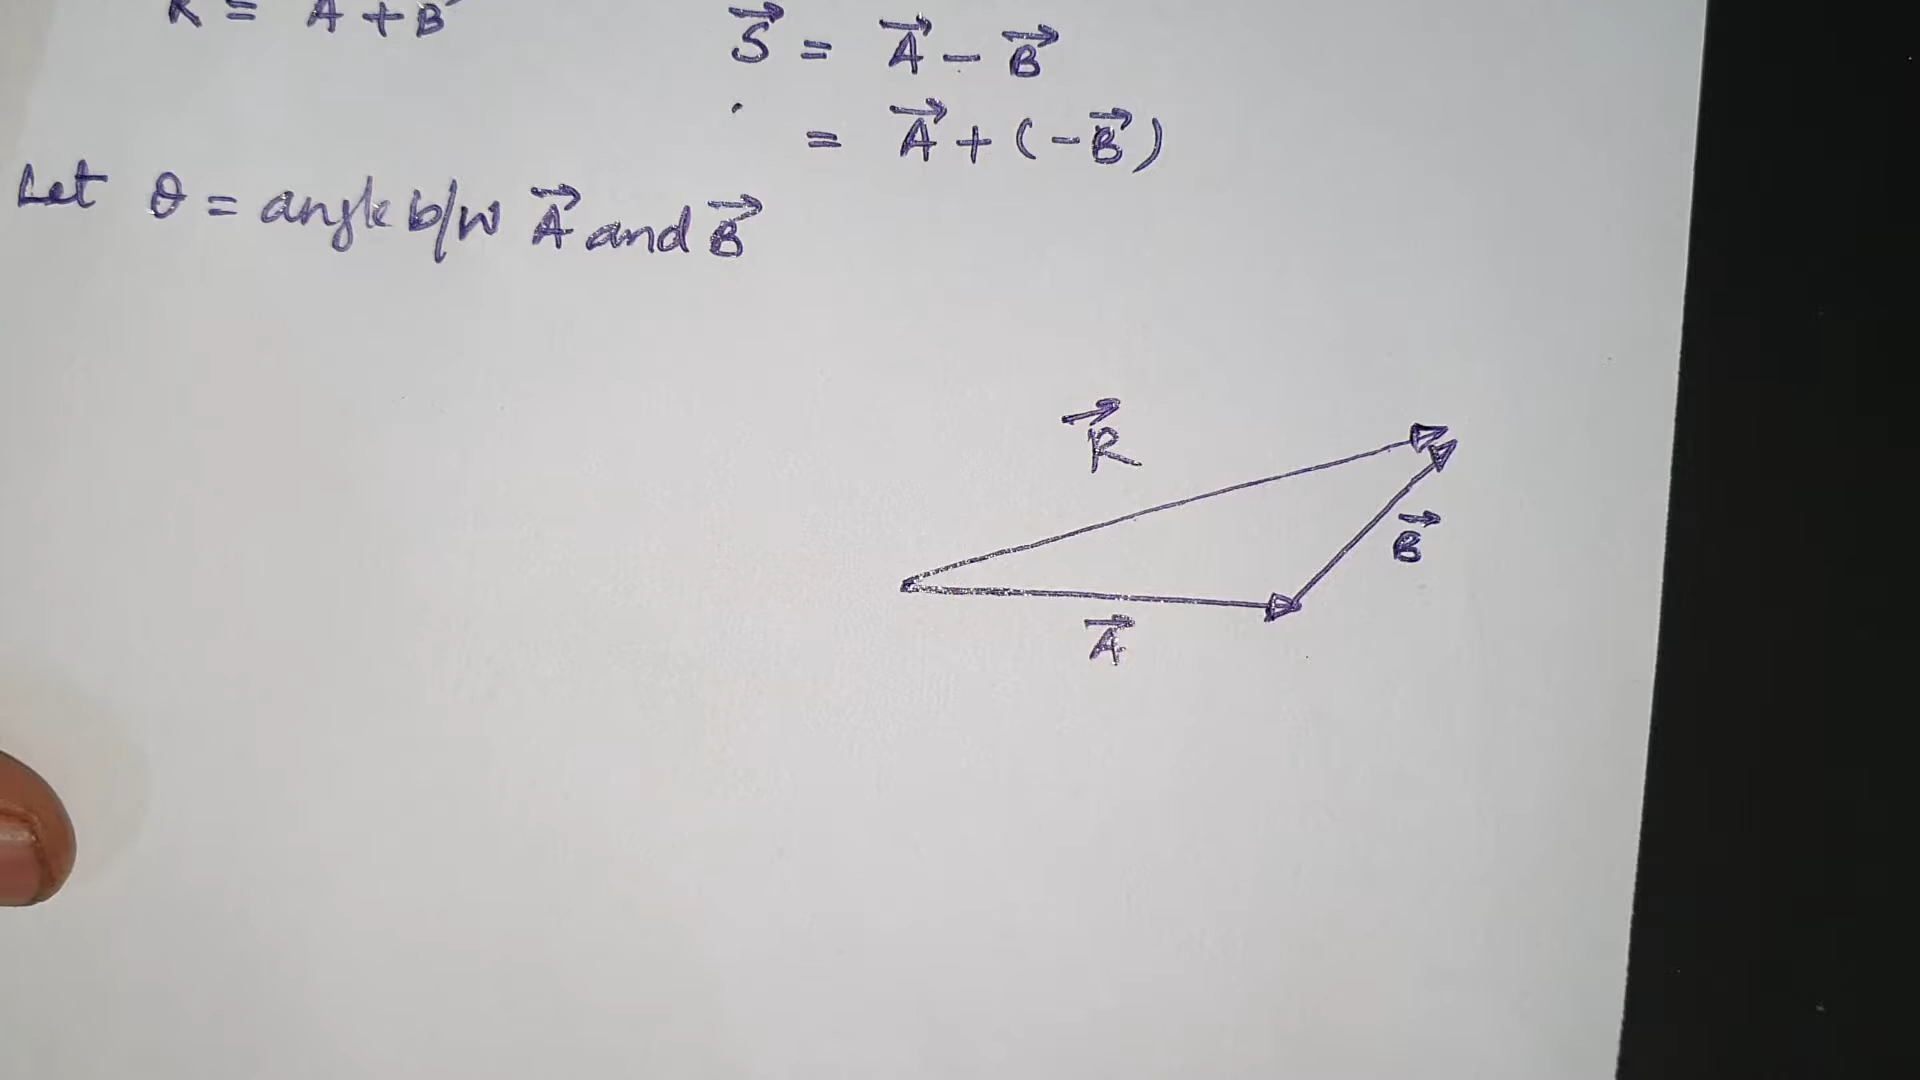 R = A + B
S⃗ = A⃗ − B⃗
= A⃗ + (−B⃗)
Let θ = angle b/w A⃗ and B⃗
R⃗
B⃗
A⃗